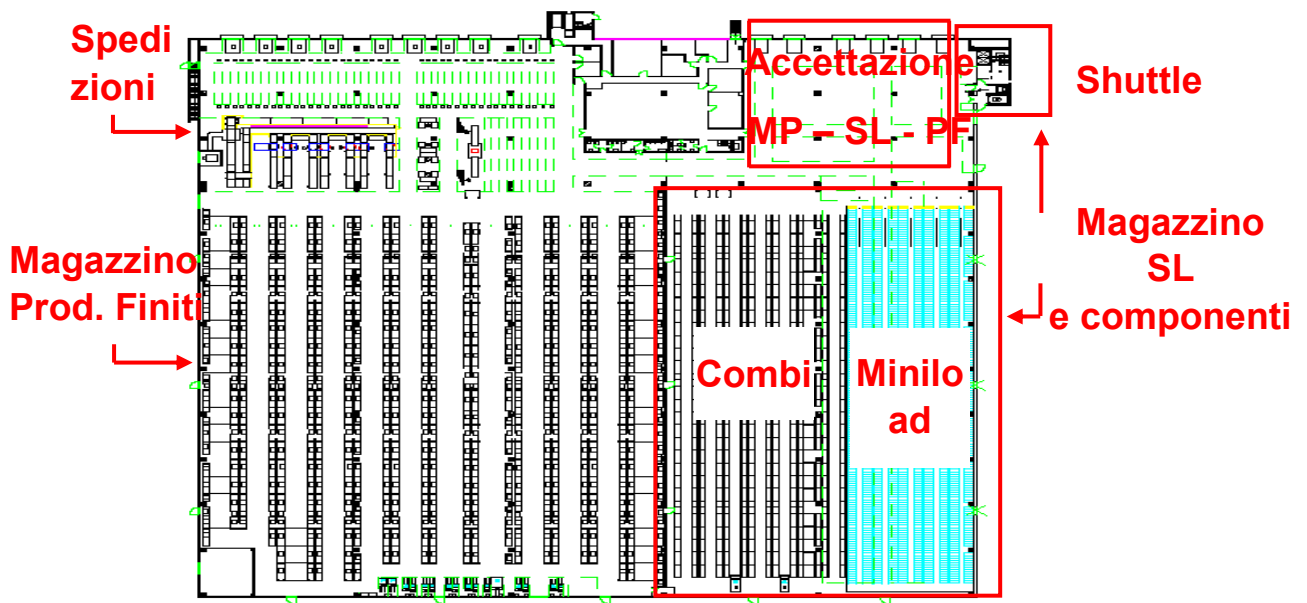 Spedi
zioni
Accettazione
MP – SL - PF
Shuttle
Magazzino
Prod. Finiti
Magazzino
SL
e componenti
Combi
Minilo
ad